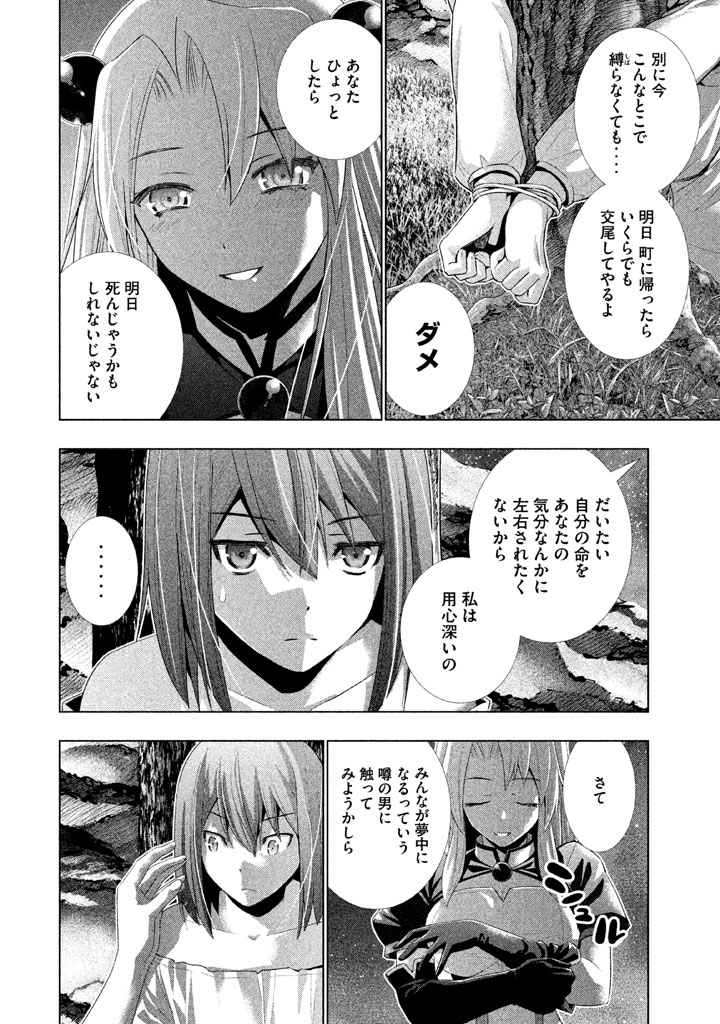 別に今
こんなとこで
縛らなくても‥‥
しば
明日 町に帰ったら
いくらでも
交尾してやるよ
ダメ
あなた
ひょっと
したら
明日
死んじゃうかも
しれないいじゃない
だいたい
自分の命を
あなたの
気分なんかに
左右されたく
ないから
私は
用心深いの
‥‥‥
さて
みんなが夢中に
なるっていう
噂の男に
触って
みようかしら
ニュル